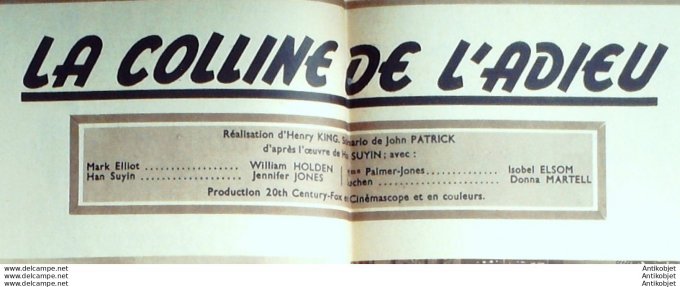 LA COLLINE DE L'ADIEU
Réalisation d'Henry KING. Scénario de John PATRICK
d'après l'œuvre de Han SUYIN; avec :
Mark Elliot .................. William HOLDEN
Han Suyin .................. Jennifer JONES
Palmer-Jones .............. Isobel ELSOM
uchen .................. Donna MARTELL
Production 20th Century-Fox en Cinémascope et en couleurs.
www.delcampe.net
www.delcampe.net
www.delcampe.net
Antikobjet
Antikobjet
Antikobjet